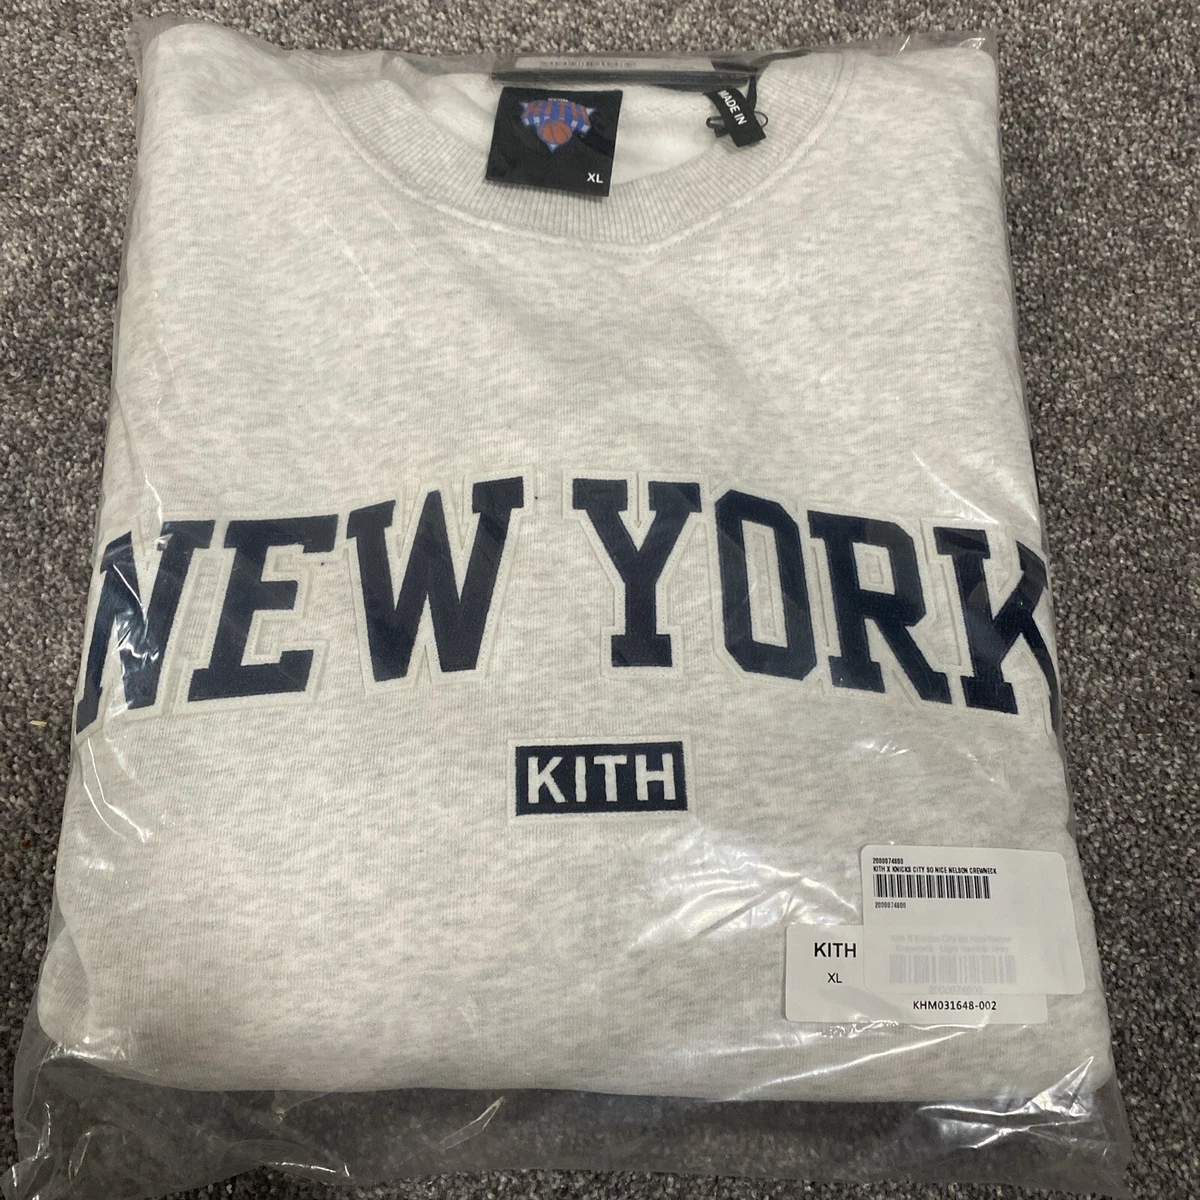 KITH
XL
MADE IN
NEW YORK
KITH
2000074800
KITH X KNICKS CITY SO NICE NELSON CREWNECK
2000074800
KITH
XL
KHM031648-002